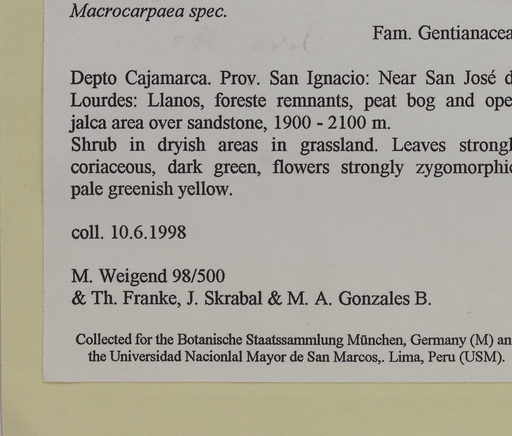 Macrocarpaea spec.
Fam. Gentianacea
Depto Cajamarca. Prov. San Ignacio: Near San José d
Lourdes: Llanos, foreste remnants, peat bog and ope
jalca area over sandstone, 1900 - 2100 m.
Shrub in dryish areas in grassland. Leaves strongl
coriaceous, dark green, flowers strongly zygomorphic
pale greenish yellow.
coll. 10.6.1998
M. Weigend 98/500
& Th. Franke, J. Skrabal & M. A. Gonzales B.
Collected for the Botanische Staatssammlung München, Germany (M) an
the Universidad Nacionlal Mayor de San Marcos,. Lima, Peru (USM).